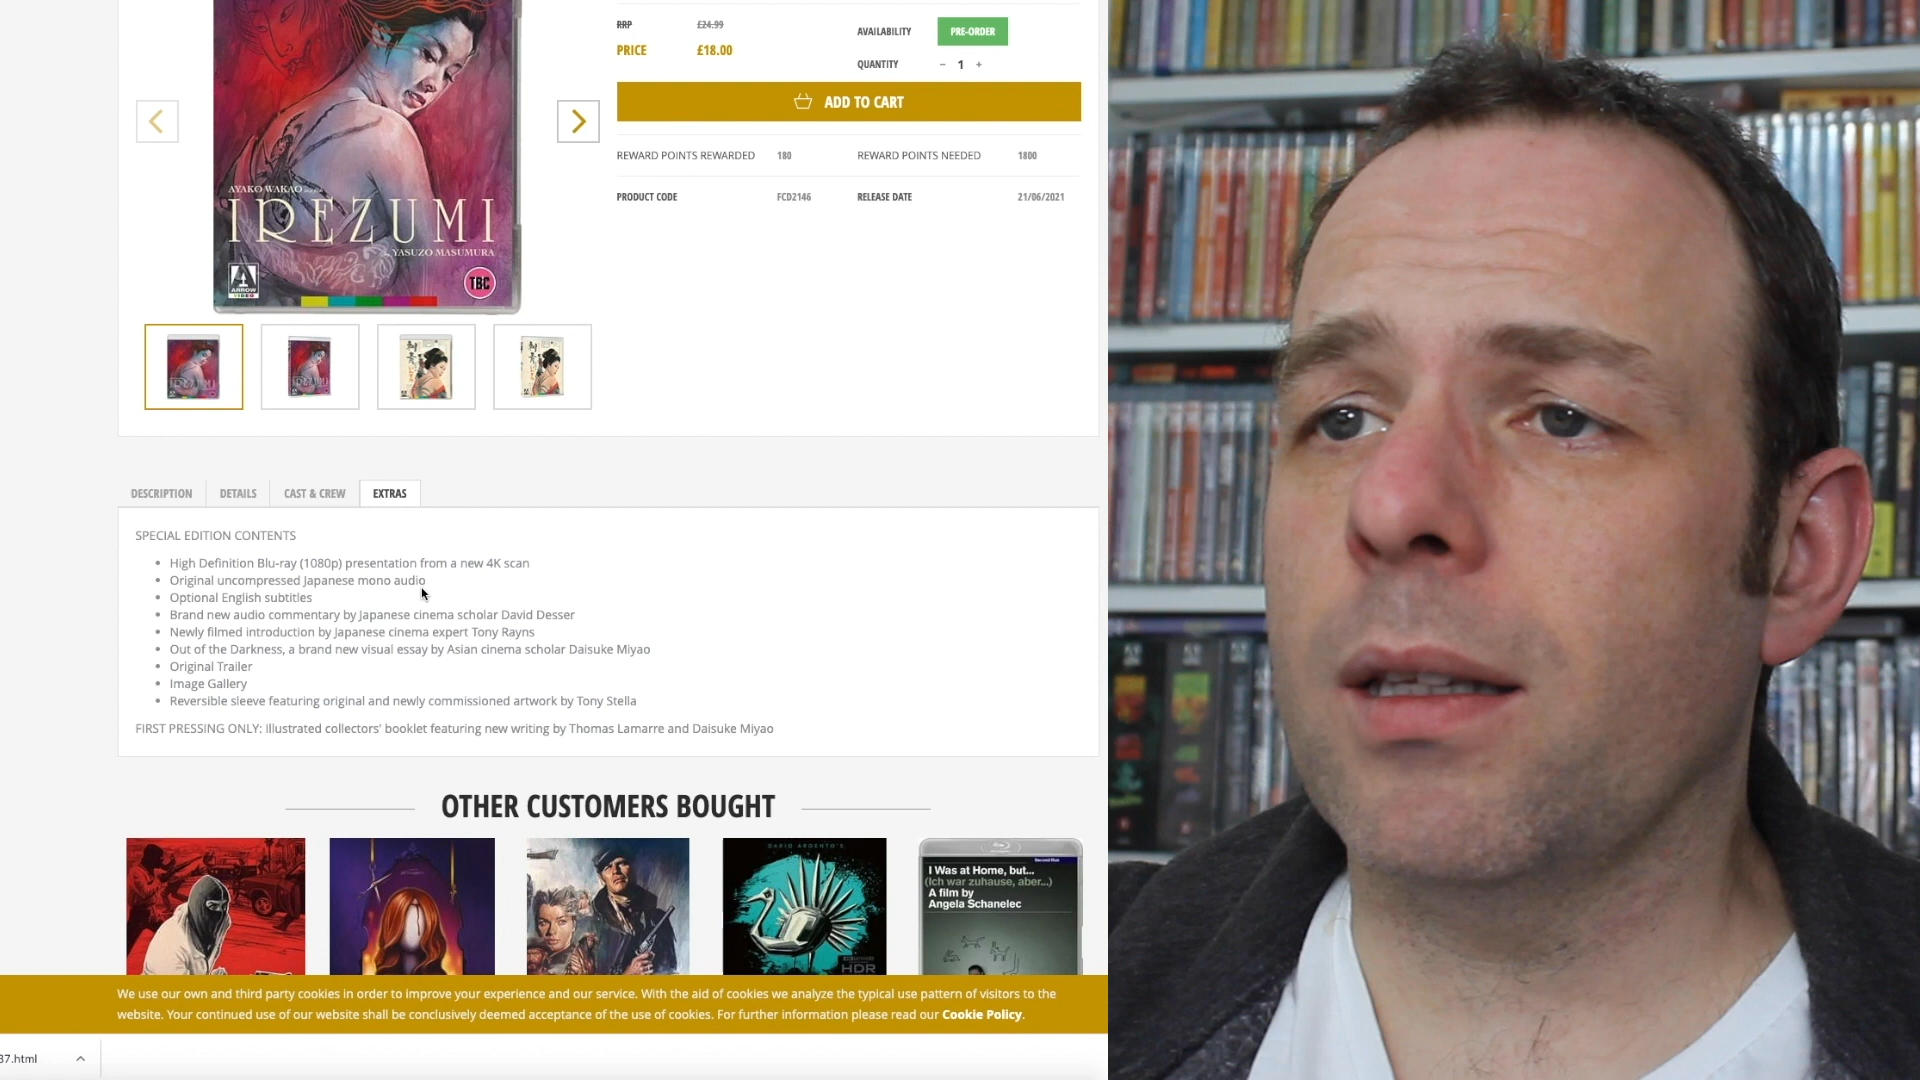 RRP £24.99
PRICE £18.00
AVAILABILITY PRE-ORDER
QUANTITY − 1 +
ADD TO CART
REWARD POINTS REWARDED 180 REWARD POINTS NEEDED 1800
PRODUCT CODE FCD2146 RELEASE DATE 21/06/2021
AYAKO WAKAO
IREZUMI
YASUZO MASUMURA
ARROW
VIDEO
TBC
DESCRIPTION DETAILS CAST & CREW EXTRAS
SPECIAL EDITION CONTENTS
• High Definition Blu-ray (1080p) presentation from a new 4K scan
• Original uncompressed Japanese mono audio
• Optional English subtitles
• Brand new audio commentary by Japanese cinema scholar David Desser
• Newly filmed introduction by Japanese cinema expert Tony Rayns
• Out of the Darkness, a brand new visual essay by Asian cinema scholar Daisuke Miyao
• Original Trailer
• Image Gallery
• Reversible sleeve featuring original and newly commissioned artwork by Tony Stella
FIRST PRESSING ONLY: Illustrated collectors' booklet featuring new writing by Thomas Lamarre and Daisuke Miyao
OTHER CUSTOMERS BOUGHT
DARIO ARGENTO'S
HDR
I Was at Home, but...
(Ich war zuhause, aber...)
A film by
Angela Schanelec
We use our own and third party cookies in order to improve your experience and our service. With the aid of cookies we analyze the typical use pattern of visitors to the
website. Your continued use of our website shall be conclusively deemed acceptance of the use of cookies. For further information please read our Cookie Policy.
37.html